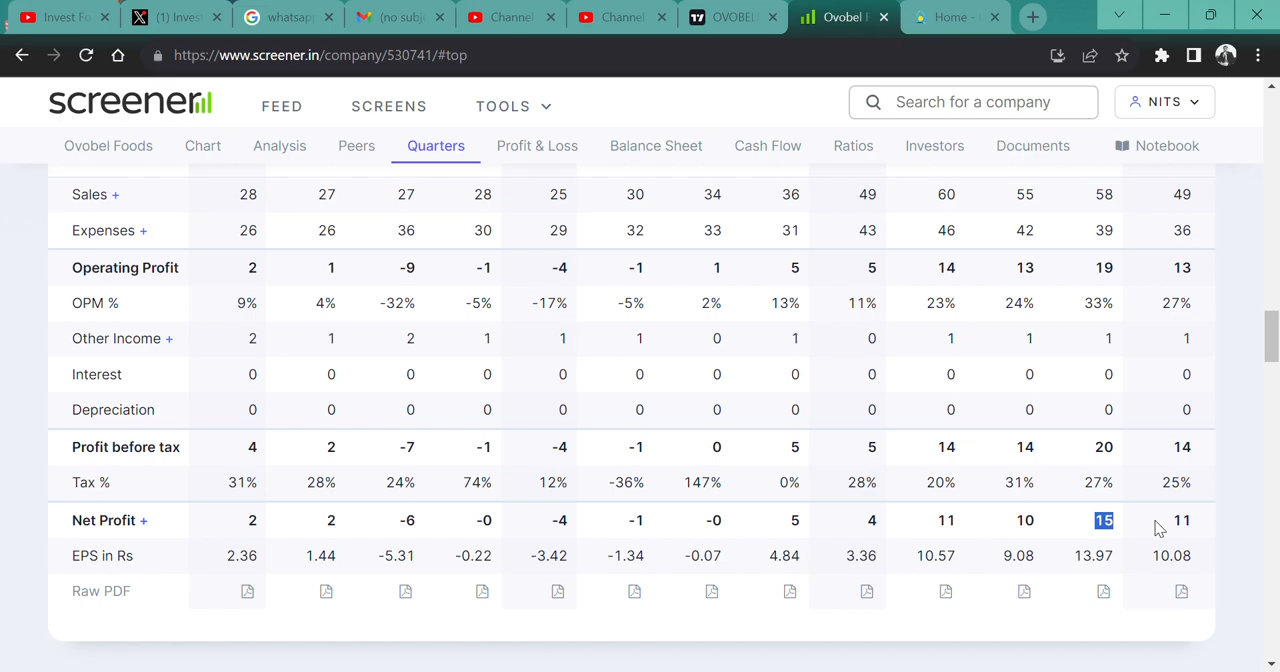 Invest Fo
(1) Invest
whatsap
(no subj
Channel
Channel
OVOBEL
Ovobel F
Home -
https://www.screener.in/company/530741/#top
screener
FEED
SCREENS
TOOLS
Search for a company
NITS
Ovobel Foods Chart Analysis Peers Quarters Profit & Loss Balance Sheet Cash Flow Ratios Investors Documents Notebook
Sales + 28 27 27 28 25 30 34 36 49 60 55 58 49
Expenses + 26 26 36 30 29 32 33 31 43 46 42 39 36
Operating Profit 2 1 -9 -1 -4 -1 1 5 5 14 13 19 13
OPM % 9% 4% -32% -5% -17% -5% 2% 13% 11% 23% 24% 33% 27%
Other Income + 2 1 2 1 1 1 0 1 0 1 1 1 1
Interest 0 0 0 0 0 0 0 0 0 0 0 0 0
Depreciation 0 0 0 0 0 0 0 0 0 0 0 0 0
Profit before tax 4 2 -7 -1 -4 -1 0 5 5 14 14 20 14
Tax % 31% 28% 24% 74% 12% -36% 147% 0% 28% 20% 31% 27% 25%
Net Profit + 2 2 -6 -0 -4 -1 -0 5 4 11 10 15 11
EPS in Rs 2.36 1.44 -5.31 -0.22 -3.42 -1.34 -0.07 4.84 3.36 10.57 9.08 13.97 10.08
Raw PDF